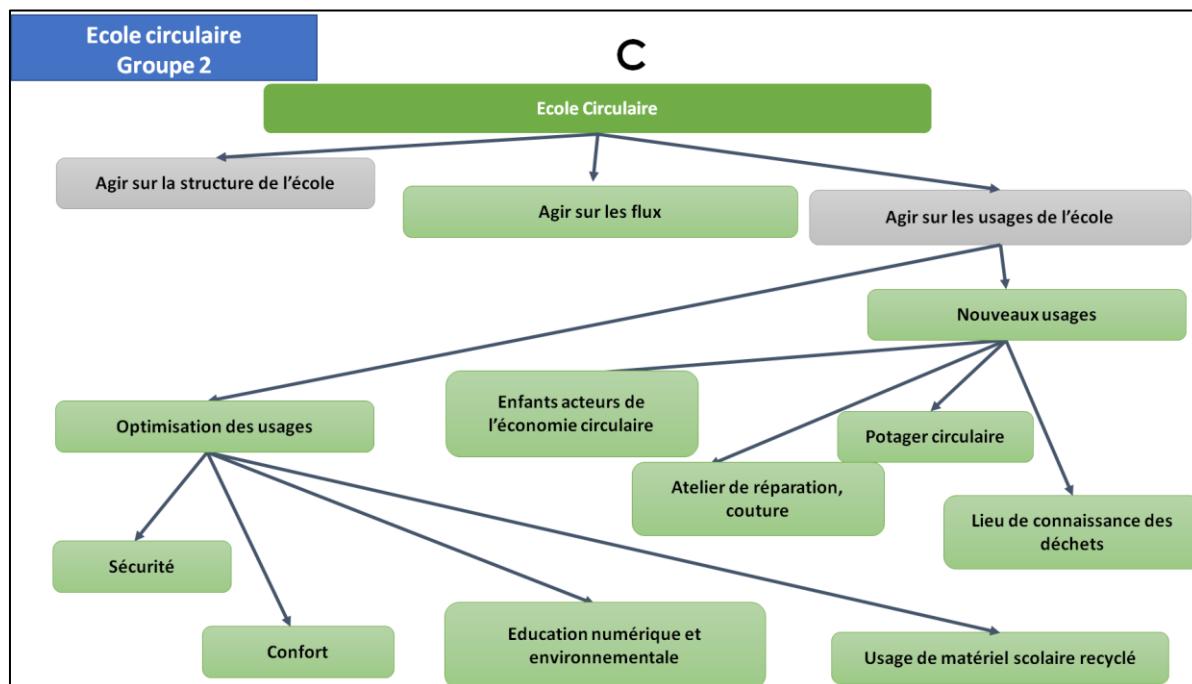 Ecole circulaire
Groupe 2
C
Ecole Circulaire
Agir sur la structure de l'école
Agir sur les flux
Agir sur les usages de l'école
Nouveaux usages
Enfants acteurs de
l'économie circulaire
Optimisation des usages
Potager circulaire
Atelier de réparation,
couture
Lieu de connaissance des
déchets
Sécurité
Confort
Education numérique et
environnementale
Usage de matériel scolaire recyclé